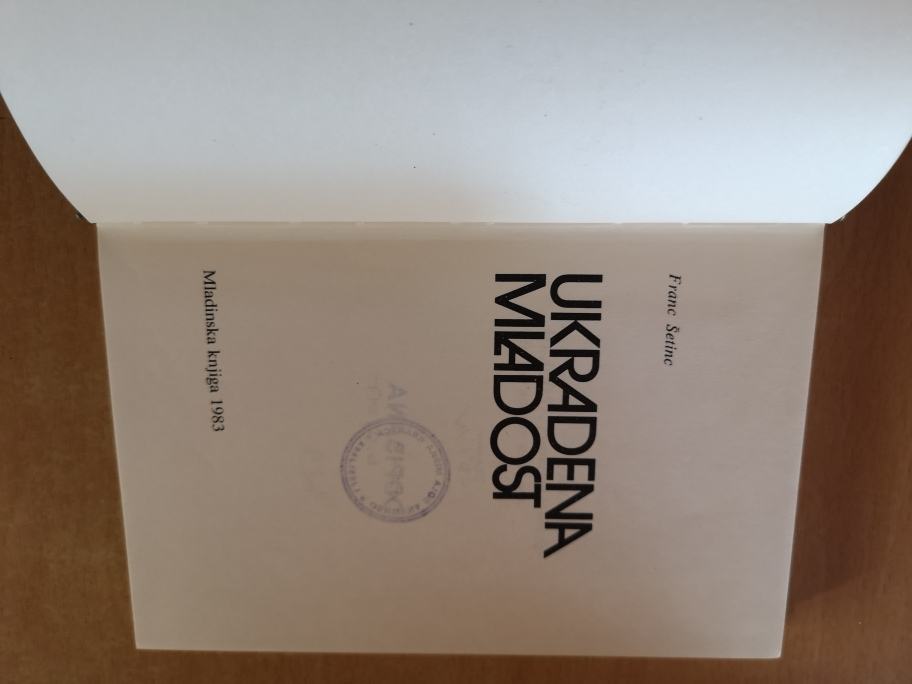 Franc Šetinc
UKRADENA
MLADOST
Mladinska knjiga 1983